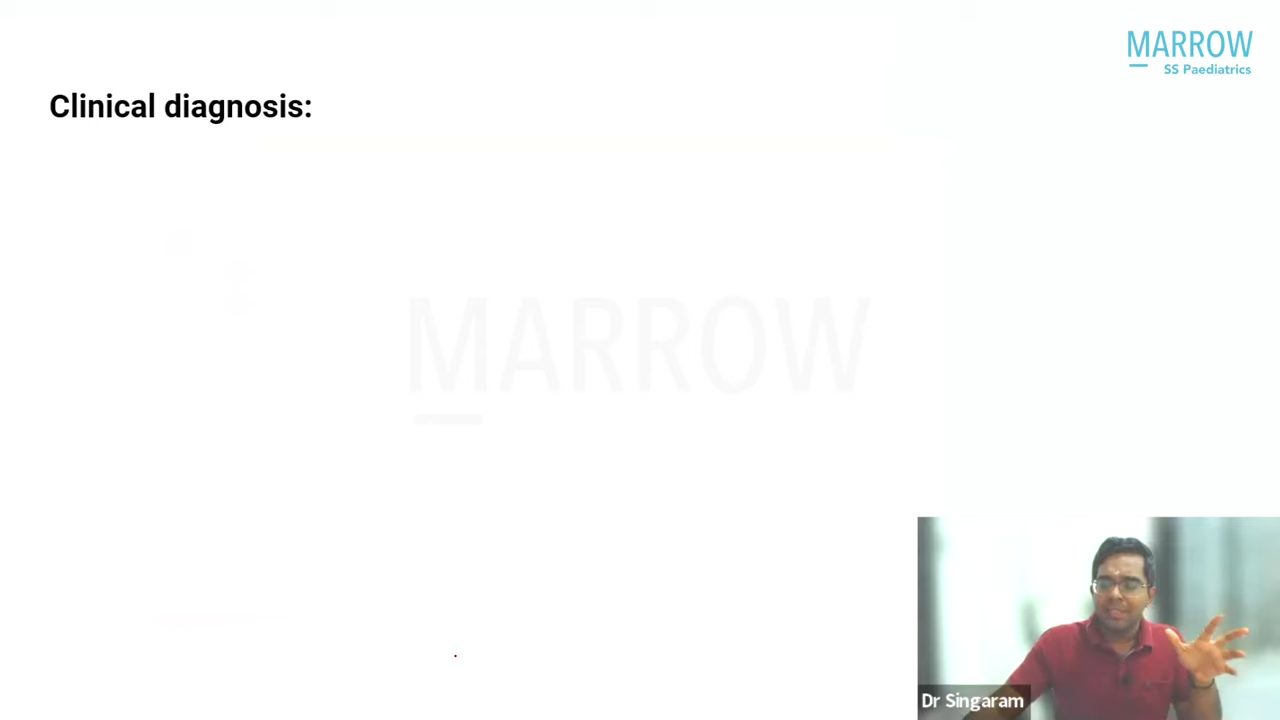 MARROW
SS Paediatrics
Clinical diagnosis:
MARROW
Dr Singaram